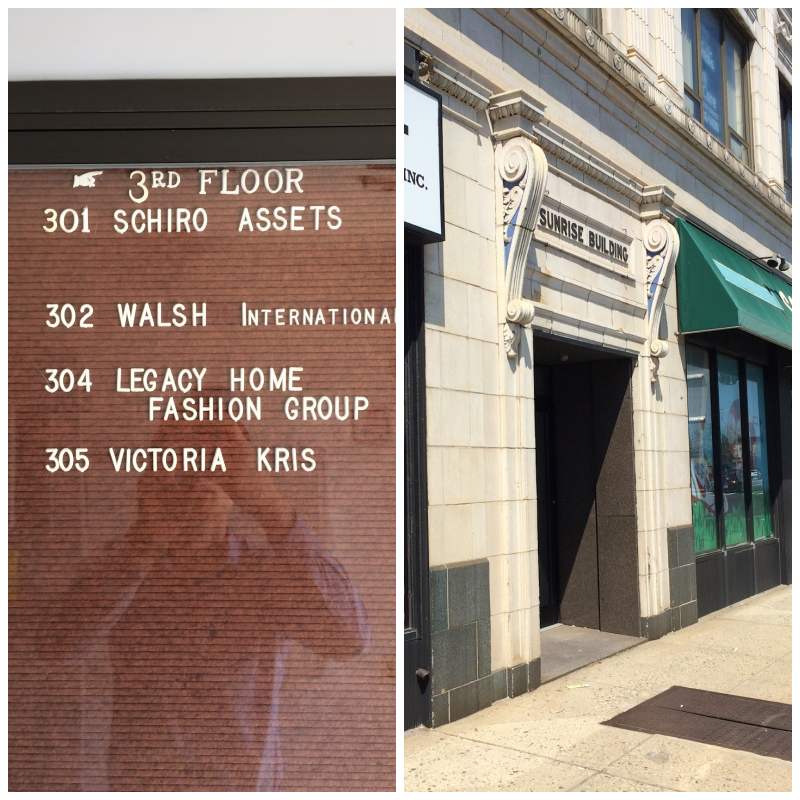 3RD FLOOR
301 SCHIRO ASSETS
302 WALSH INTERNATIONA
304 LEGACY HOME
FASHION GROUP
305 VICTORIA KRIS
INC.
SUNRISE BUILDING